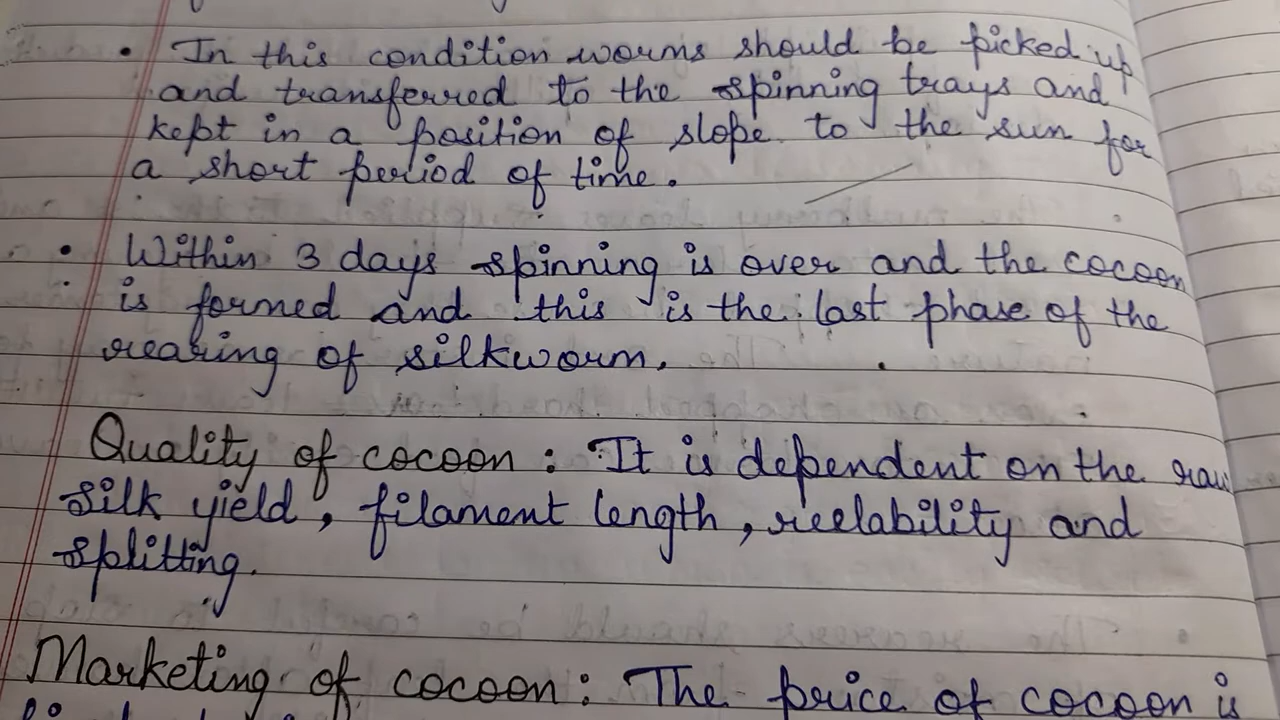 • In this condition worms should be picked up
and transferred to the spinning trays and
kept in a position of slope to the sun for
a short period of time.
• Within 3 days spinning is over and the cocoon
is formed and this is the last phase of the
rearing of silkworm.
Quality of cocoon : It is dependent on the raw
silk yield, filament length, reelability and
splitting.
Marketing of cocoon : The price of cocoon is